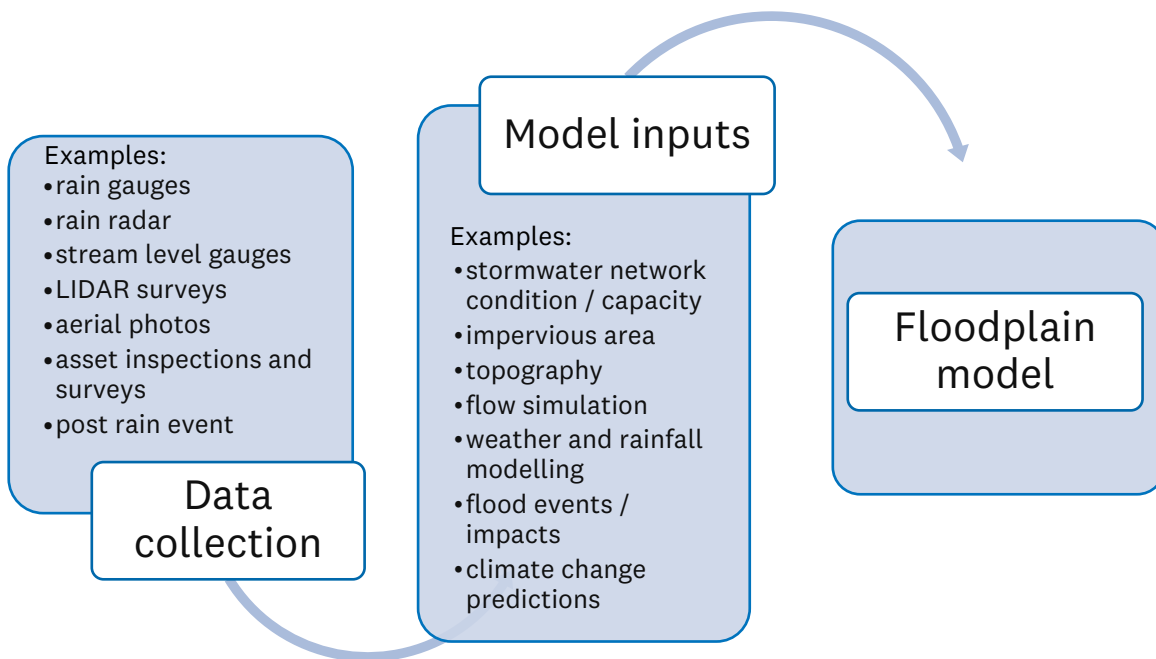 Examples:
•rain gauges
•rain radar
•stream level gauges
•LIDAR surveys
•aerial photos
•asset inspections and
surveys
•post rain event
Data
collection
Model inputs
Examples:
•stormwater network
condition / capacity
•impervious area
•topography
•flow simulation
•weather and rainfall
modelling
•flood events /
impacts
•climate change
predictions
Floodplain
model